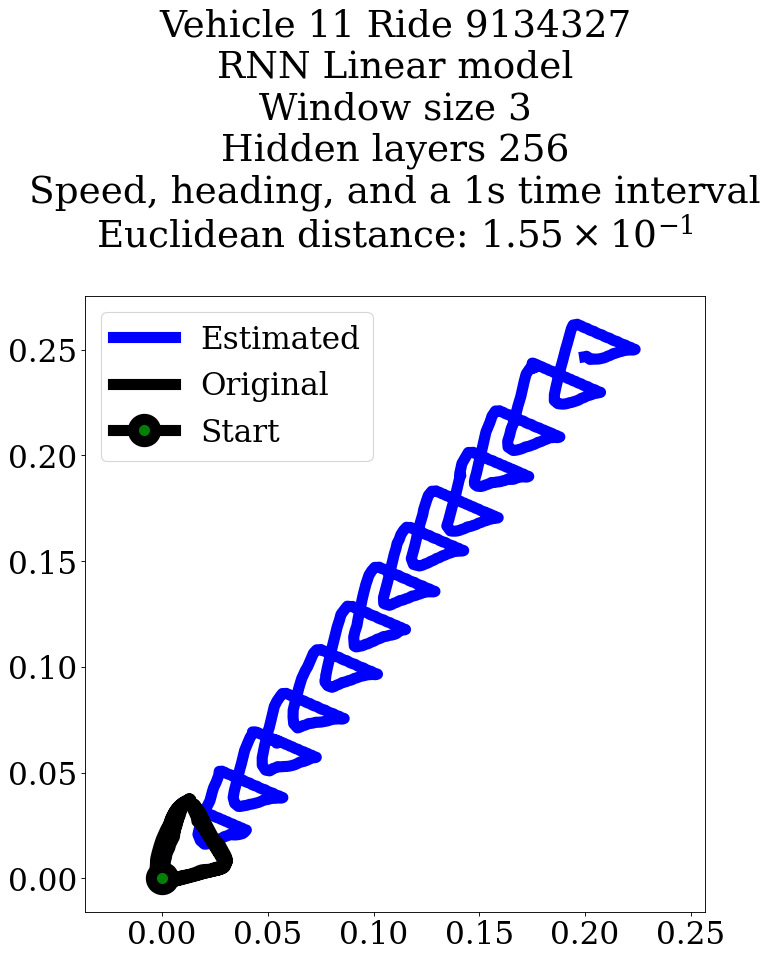 Vehicle 11 Ride 9134327
RNN Linear model
Window size 3
Hidden layers 256
Speed, heading, and a 1s time interval
Euclidean distance: 1.55 × 10⁻¹
Estimated
Original
Start
0.25
0.20
0.15
0.10
0.05
0.00
0.00 0.05 0.10 0.15 0.20 0.25